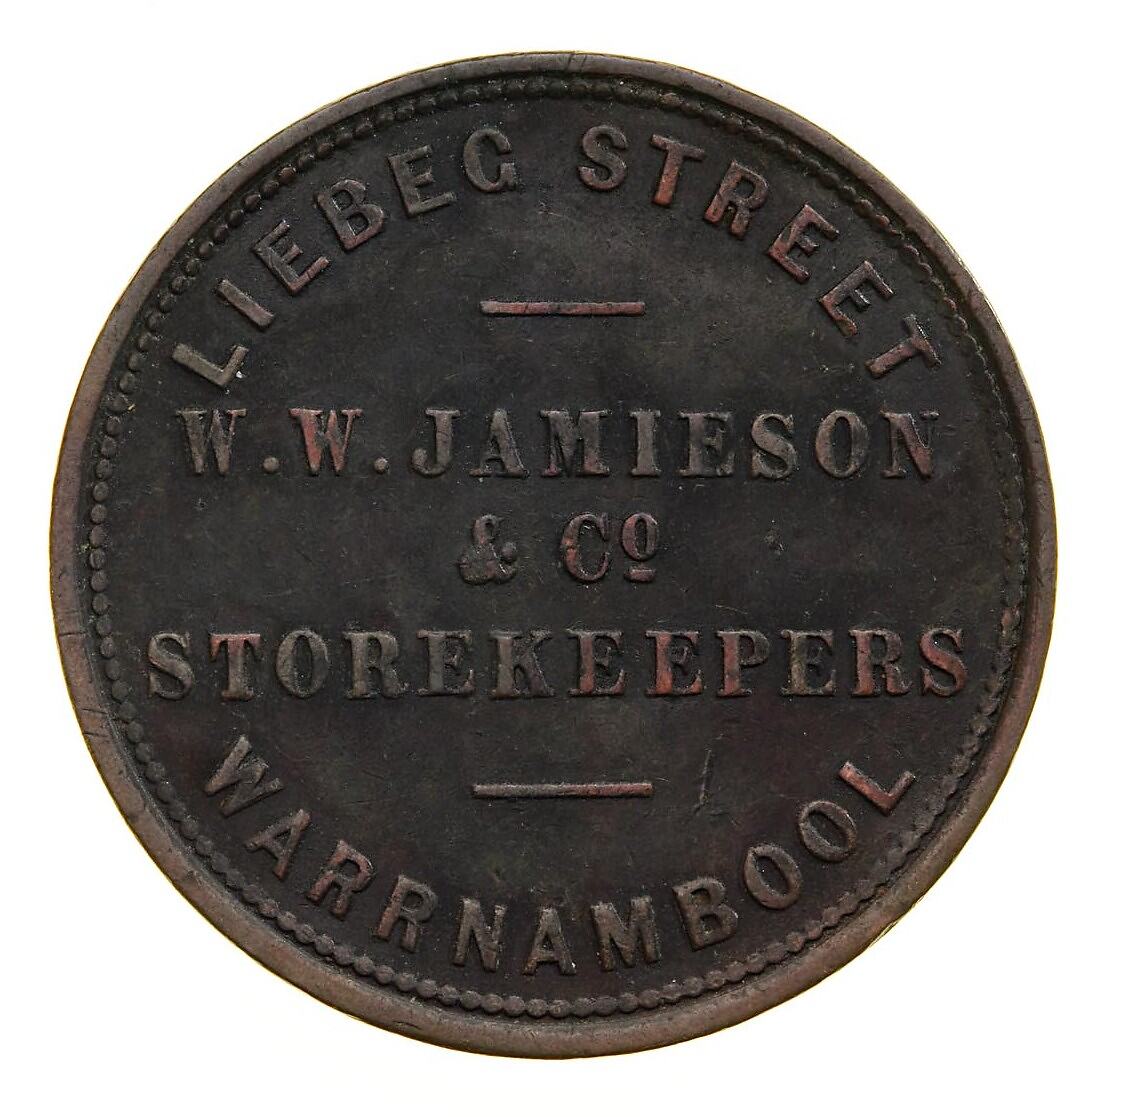 LIEBEG STREET
W.W.JAMIESON
& Cº
STOREKEEPERS
WARRNAMBOOL